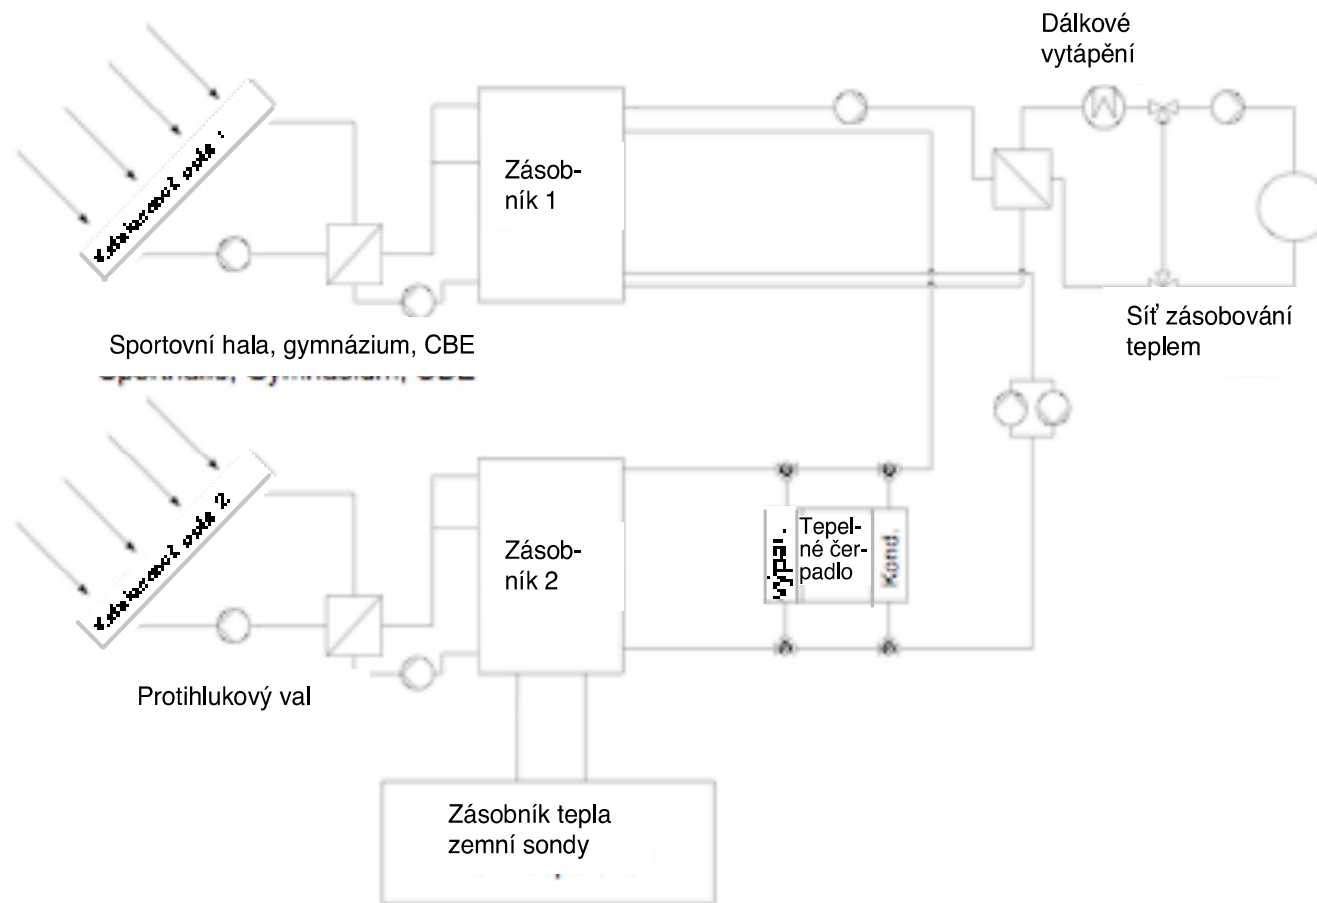 Dálkové
vytápění
Zásob-
ník 1
Sportovní hala, gymnázium, CBE
Síť zásobování
teplem
Zásob-
ník 2
Výpar.
Tepel-
né čer-
padlo
Kond.
Protihlukový val
Zásobník tepla
zemní sondy